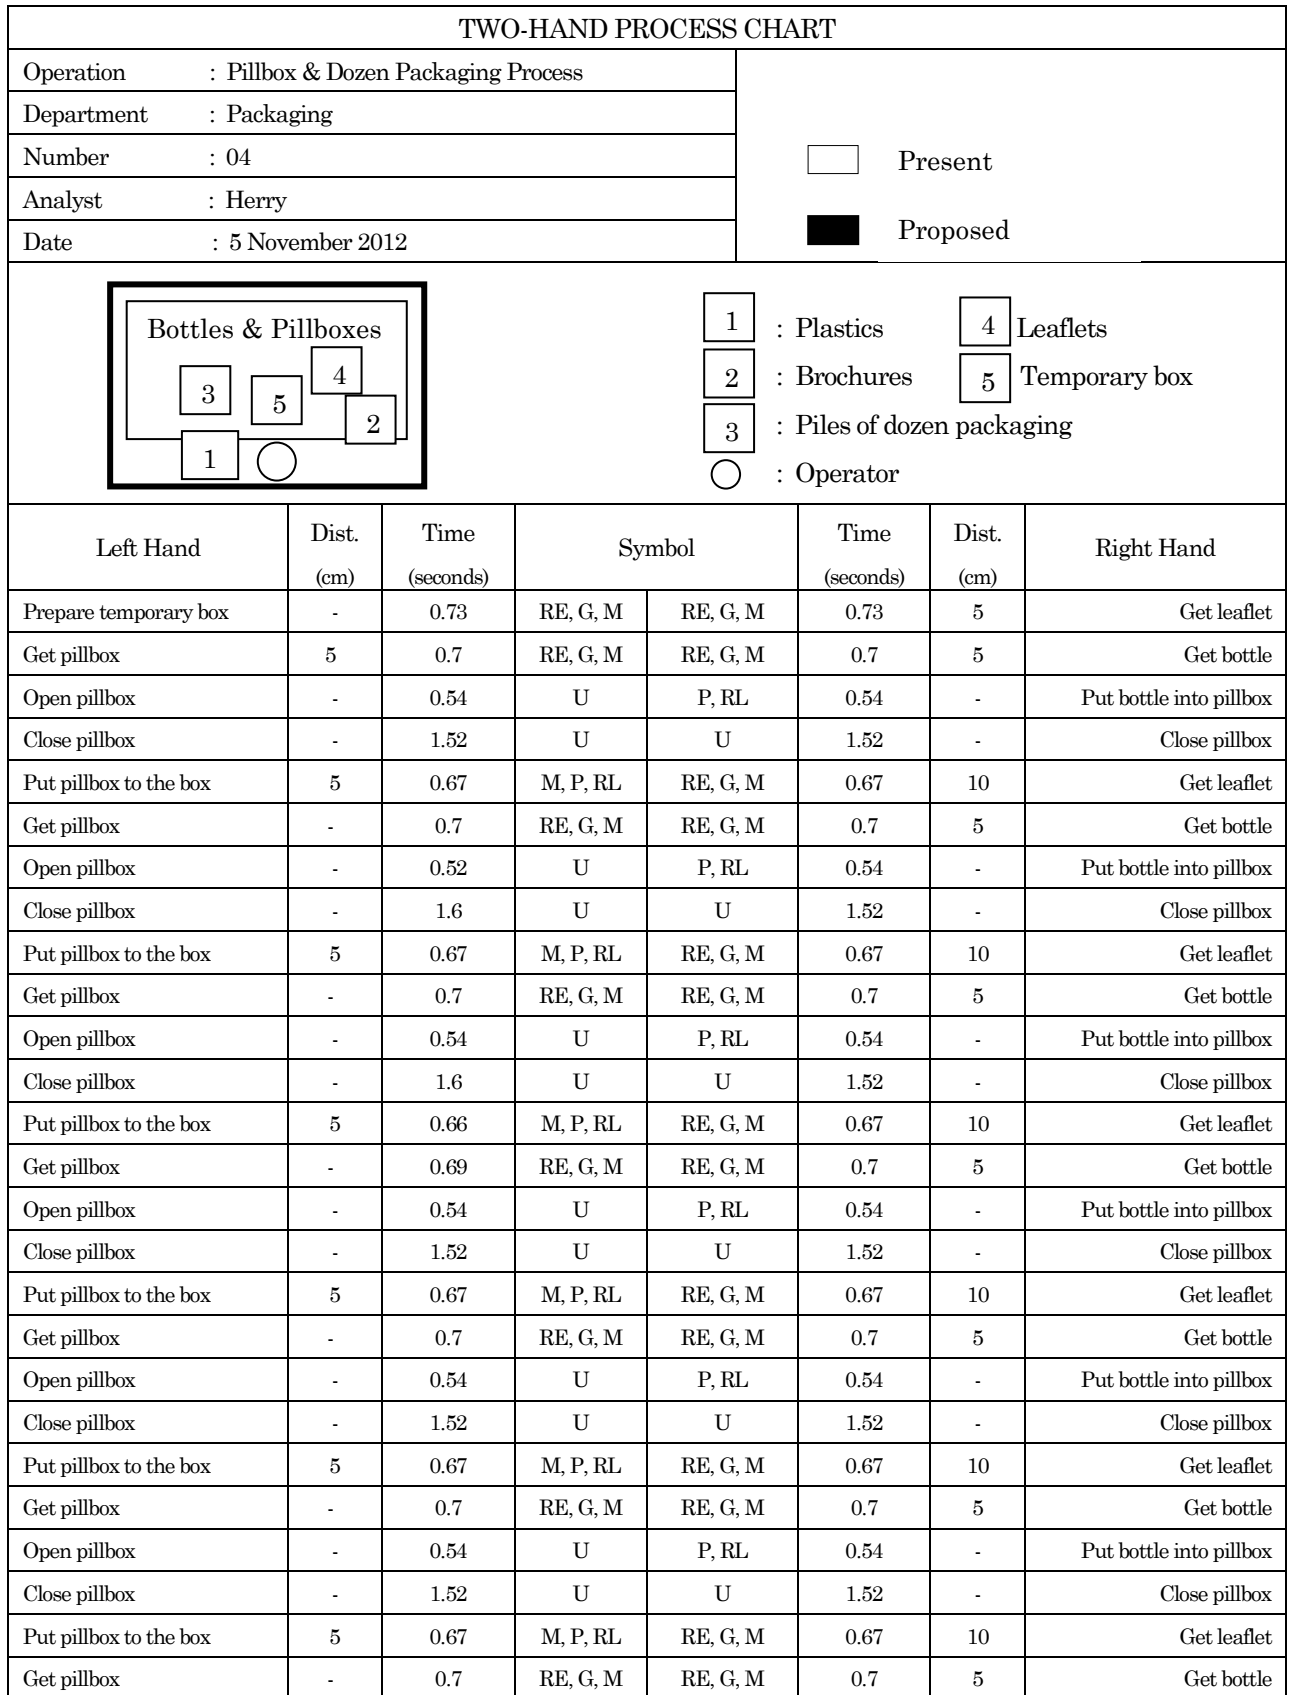 TWO-HAND PROCESS CHART
Operation : Pillbox & Dozen Packaging Process
Department : Packaging
Number : 04
Analyst : Herry
Date : 5 November 2012
Present
Proposed
Bottles & Pillboxes
3 5 4 2 1
1 : Plastics 4 Leaflets
2 : Brochures 5 Temporary box
3 : Piles of dozen packaging
: Operator
Left Hand Dist. (cm) Time (seconds) Symbol Time (seconds) Dist. (cm) Right Hand
Prepare temporary box - 0.73 RE, G, M RE, G, M 0.73 5 Get leaflet
Get pillbox 5 0.7 RE, G, M RE, G, M 0.7 5 Get bottle
Open pillbox - 0.54 U P, RL 0.54 - Put bottle into pillbox
Close pillbox - 1.52 U U 1.52 - Close pillbox
Put pillbox to the box 5 0.67 M, P, RL RE, G, M 0.67 10 Get leaflet
Get pillbox - 0.7 RE, G, M RE, G, M 0.7 5 Get bottle
Open pillbox - 0.52 U P, RL 0.54 - Put bottle into pillbox
Close pillbox - 1.6 U U 1.52 - Close pillbox
Put pillbox to the box 5 0.67 M, P, RL RE, G, M 0.67 10 Get leaflet
Get pillbox - 0.7 RE, G, M RE, G, M 0.7 5 Get bottle
Open pillbox - 0.54 U P, RL 0.54 - Put bottle into pillbox
Close pillbox - 1.6 U U 1.52 - Close pillbox
Put pillbox to the box 5 0.66 M, P, RL RE, G, M 0.67 10 Get leaflet
Get pillbox - 0.69 RE, G, M RE, G, M 0.7 5 Get bottle
Open pillbox - 0.54 U P, RL 0.54 - Put bottle into pillbox
Close pillbox - 1.52 U U 1.52 - Close pillbox
Put pillbox to the box 5 0.67 M, P, RL RE, G, M 0.67 10 Get leaflet
Get pillbox - 0.7 RE, G, M RE, G, M 0.7 5 Get bottle
Open pillbox - 0.54 U P, RL 0.54 - Put bottle into pillbox
Close pillbox - 1.52 U U 1.52 - Close pillbox
Put pillbox to the box 5 0.67 M, P, RL RE, G, M 0.67 10 Get leaflet
Get pillbox - 0.7 RE, G, M RE, G, M 0.7 5 Get bottle
Open pillbox - 0.54 U P, RL 0.54 - Put bottle into pillbox
Close pillbox - 1.52 U U 1.52 - Close pillbox
Put pillbox to the box 5 0.67 M, P, RL RE, G, M 0.67 10 Get leaflet
Get pillbox - 0.7 RE, G, M RE, G, M 0.7 5 Get bottle